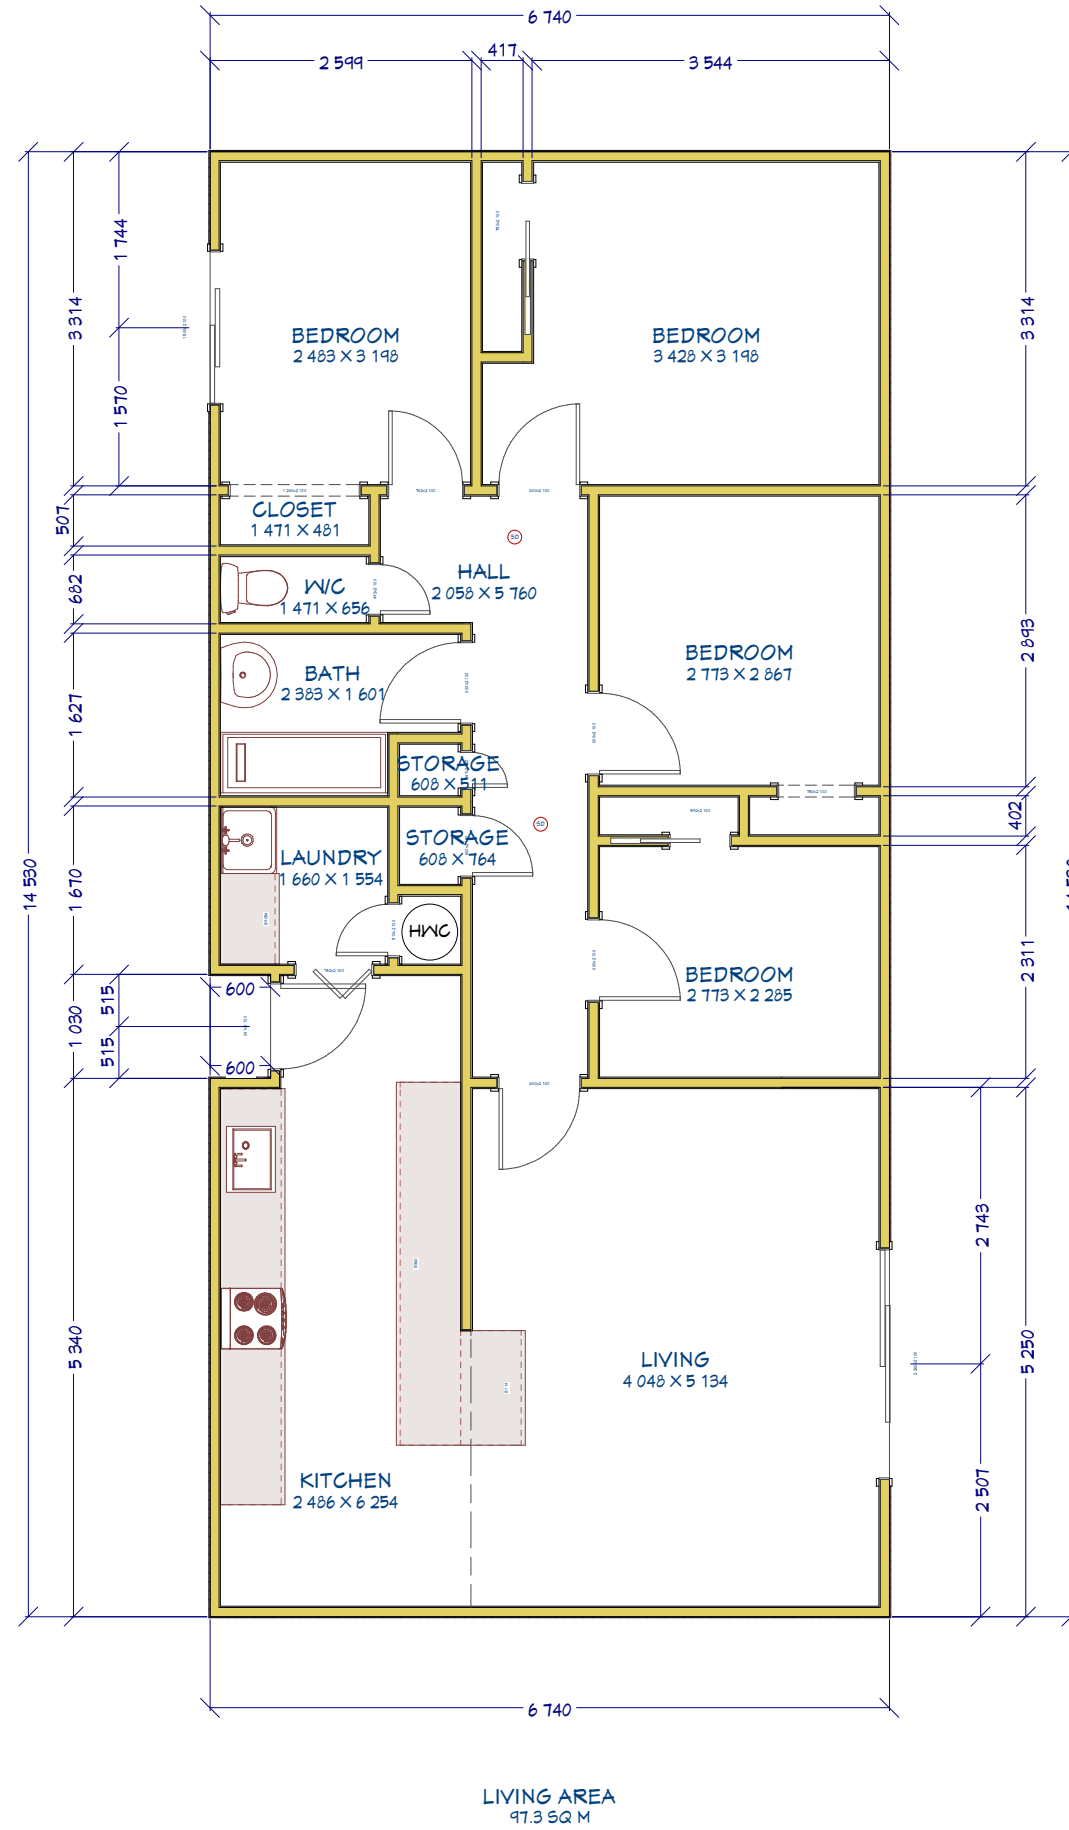 6 740
417
2 599
3 544
1 744
3 314
3 314
BEDROOM
2 483 X 3 198
BEDROOM
3 428 X 3 198
1 570
CLOSET
1 471 X 481
507
SD
HALL
2 058 X 5 760
W/C
1 471 X 656
682
2 893
BEDROOM
2 773 X 2 867
BATH
2 383 X 1 601
1 627
STORAGE
608 X 511
402
SD
STORAGE
608 X 764
LAUNDRY
1 660 X 1 554
14 530
1 670
HWC
2 311
BEDROOM
2 773 X 2 285
600
515
1 030
515
600
2 743
5 340
5 250
LIVING
4 048 X 5 134
KITCHEN
2 486 X 6 254
2 507
6 740
LIVING AREA
97.3 SQ M